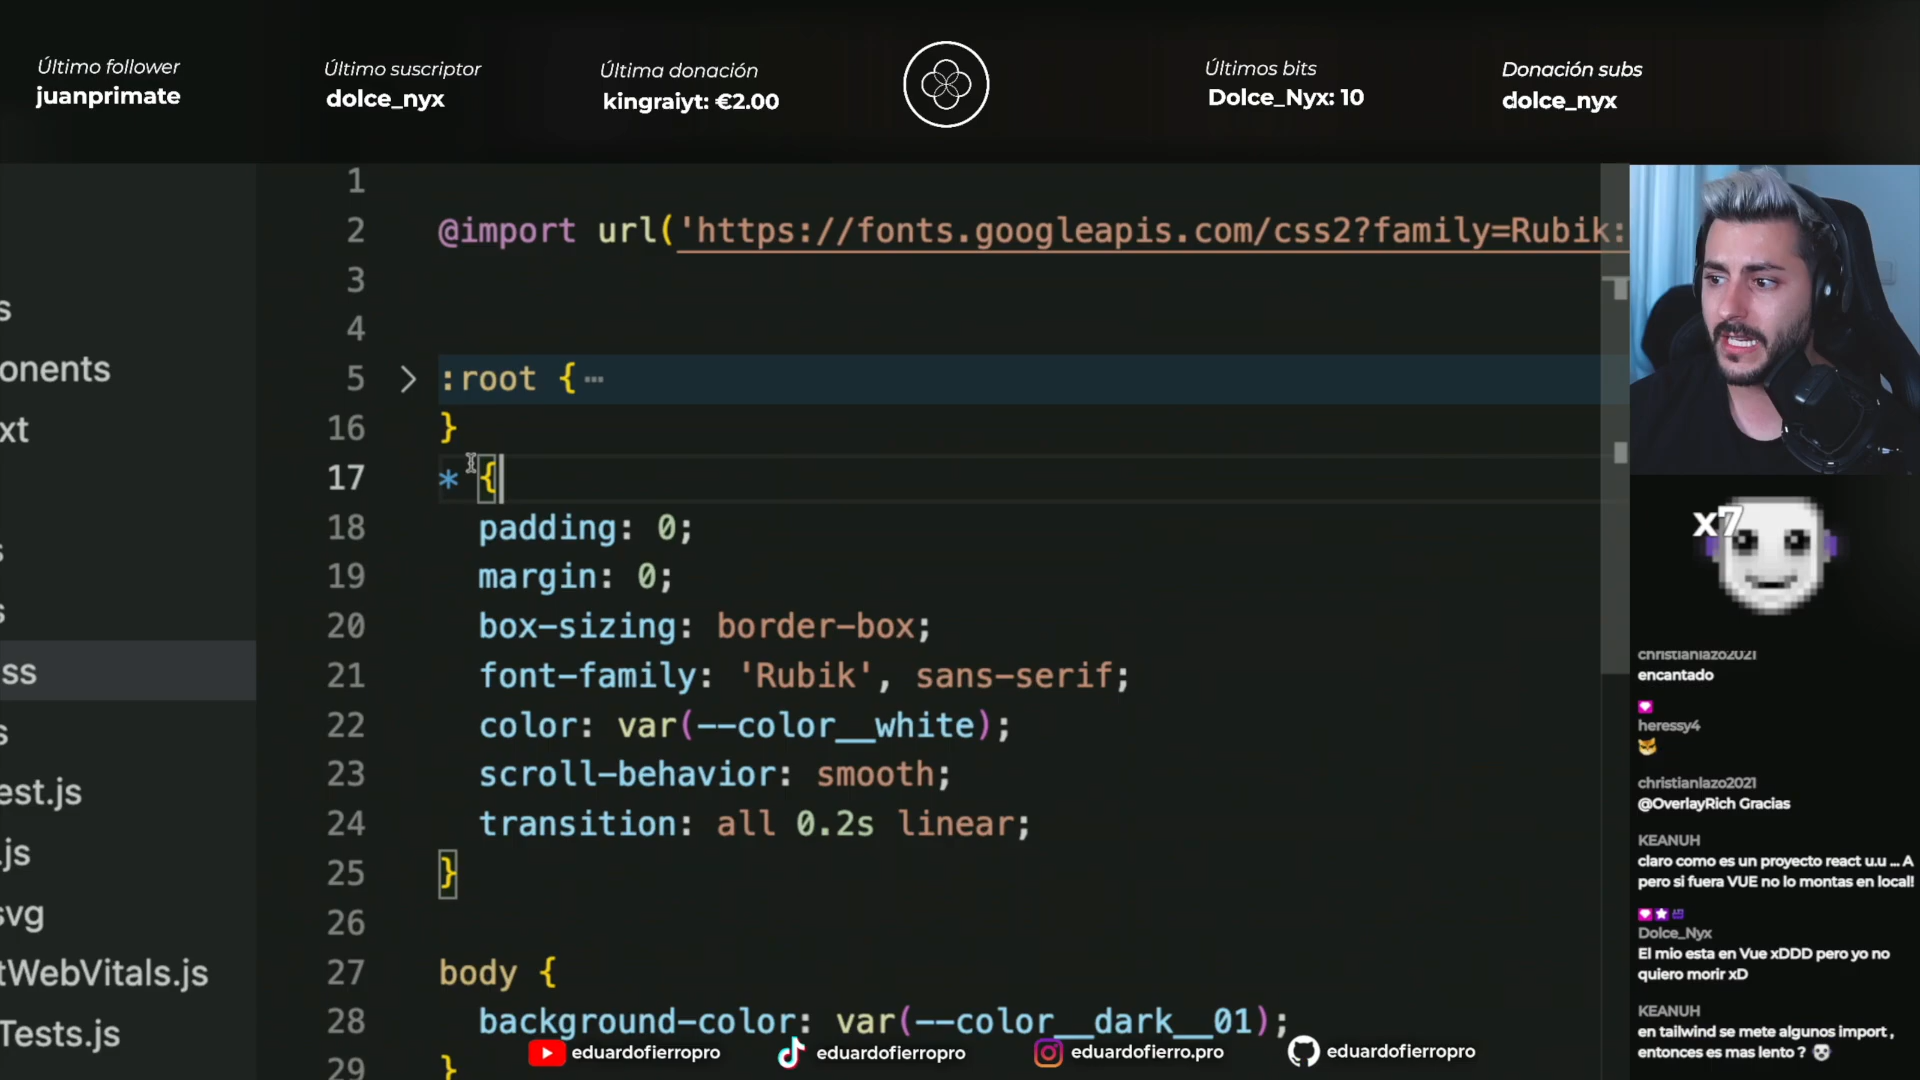 Último follower
juanprimate
Último suscriptor
dolce_nyx
Última donación
kingraiyt: €2.00
Últimos bits
Dolce_Nyx: 10
Donación subs
dolce_nyx
s
onents
xt
s
s
ss
s
est.js
.js
svg
tWebVitals.js
Tests.js
1
2 @import url('https://fonts.googleapis.com/css2?family=Rubik:
3
4
5 :root {
16 }
17 * {
18 padding: 0;
19 margin: 0;
20 box-sizing: border-box;
21 font-family: 'Rubik', sans-serif;
22 color: var(--color__white);
23 scroll-behavior: smooth;
24 transition: all 0.2s linear;
25 }
26
27 body {
28 background-color: var(--color__dark__01);
29 }
x7
christianlazo2021
encantado
heressy4
christianlazo2021
@OverlayRich Gracias
KEANUH
claro como es un proyecto react u.u ... A
pero si fuera VUE no lo montas en local!
Dolce_Nyx
El mio esta en Vue xDDD pero yo no
quiero morir xD
KEANUH
en tailwind se mete algunos import ,
entonces es mas lento ?
eduardofierropro
eduardofierropro
eduardofierro.pro
eduardofierropro